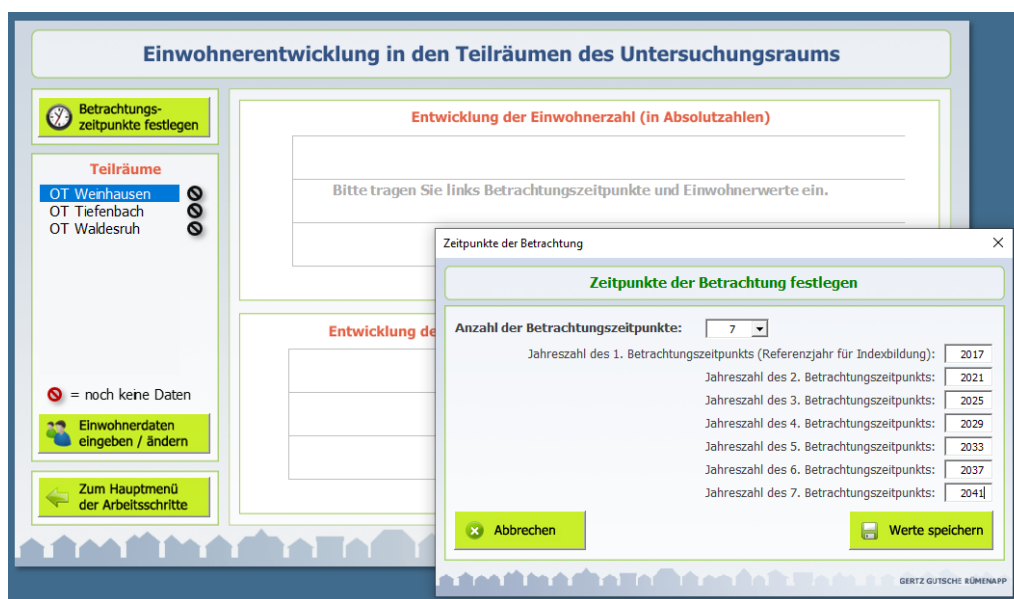 Einwohnerentwicklung in den Teilräumen des Untersuchungsraums
Betrachtungs-
zeitpunkte festlegen
Teilräume
OT Weinhausen
OT Tiefenbach
OT Waldesruh
= noch keine Daten
Einwohnerdaten
eingeben / ändern
Zum Hauptmenü
der Arbeitsschritte
Entwicklung der Einwohnerzahl (in Absolutzahlen)
Bitte tragen Sie links Betrachtungszeitpunkte und Einwohnerwerte ein.
Entwicklung de
Zeitpunkte der Betrachtung
Zeitpunkte der Betrachtung festlegen
Anzahl der Betrachtungszeitpunkte: 7
Jahreszahl des 1. Betrachtungszeitpunkts (Referenzjahr für Indexbildung): 2017
Jahreszahl des 2. Betrachtungszeitpunkts: 2021
Jahreszahl des 3. Betrachtungszeitpunkts: 2025
Jahreszahl des 4. Betrachtungszeitpunkts: 2029
Jahreszahl des 5. Betrachtungszeitpunkts: 2033
Jahreszahl des 6. Betrachtungszeitpunkts: 2037
Jahreszahl des 7. Betrachtungszeitpunkts: 2041
Abbrechen
Werte speichern
GERTZ GUTSCHE RÜMENAPP